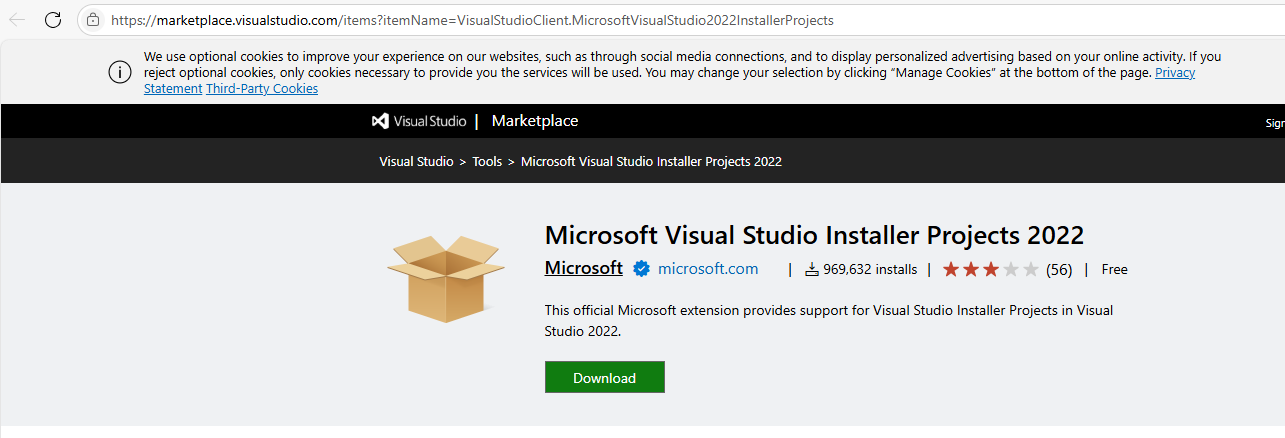 https://marketplace.visualstudio.com/items?itemName=VisualStudioClient.MicrosoftVisualStudio2022InstallerProjects
We use optional cookies to improve your experience on our websites, such as through social media connections, and to display personalized advertising based on your online activity. If you
reject optional cookies, only cookies necessary to provide you the services will be used. You may change your selection by clicking “Manage Cookies” at the bottom of the page. Privacy
Statement Third-Party Cookies
Visual Studio | Marketplace
Sign
Visual Studio > Tools > Microsoft Visual Studio Installer Projects 2022
Microsoft Visual Studio Installer Projects 2022
Microsoft microsoft.com | 969,632 installs | (56) | Free
This official Microsoft extension provides support for Visual Studio Installer Projects in Visual
Studio 2022.
Download